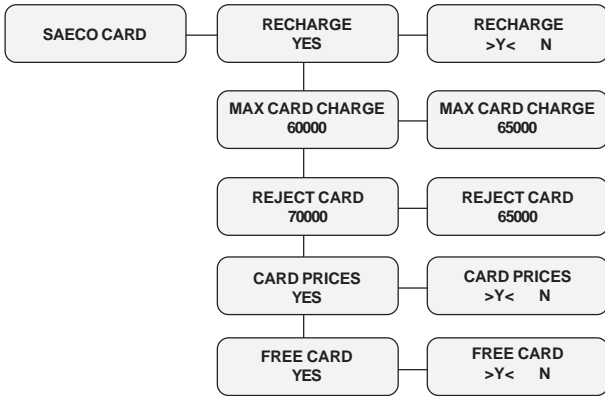 SAECO CARD
RECHARGE
YES
RECHARGE
>Y< N
MAX CARD CHARGE
60000
MAX CARD CHARGE
65000
REJECT CARD
70000
REJECT CARD
65000
CARD PRICES
YES
CARD PRICES
>Y< N
FREE CARD
YES
FREE CARD
>Y< N